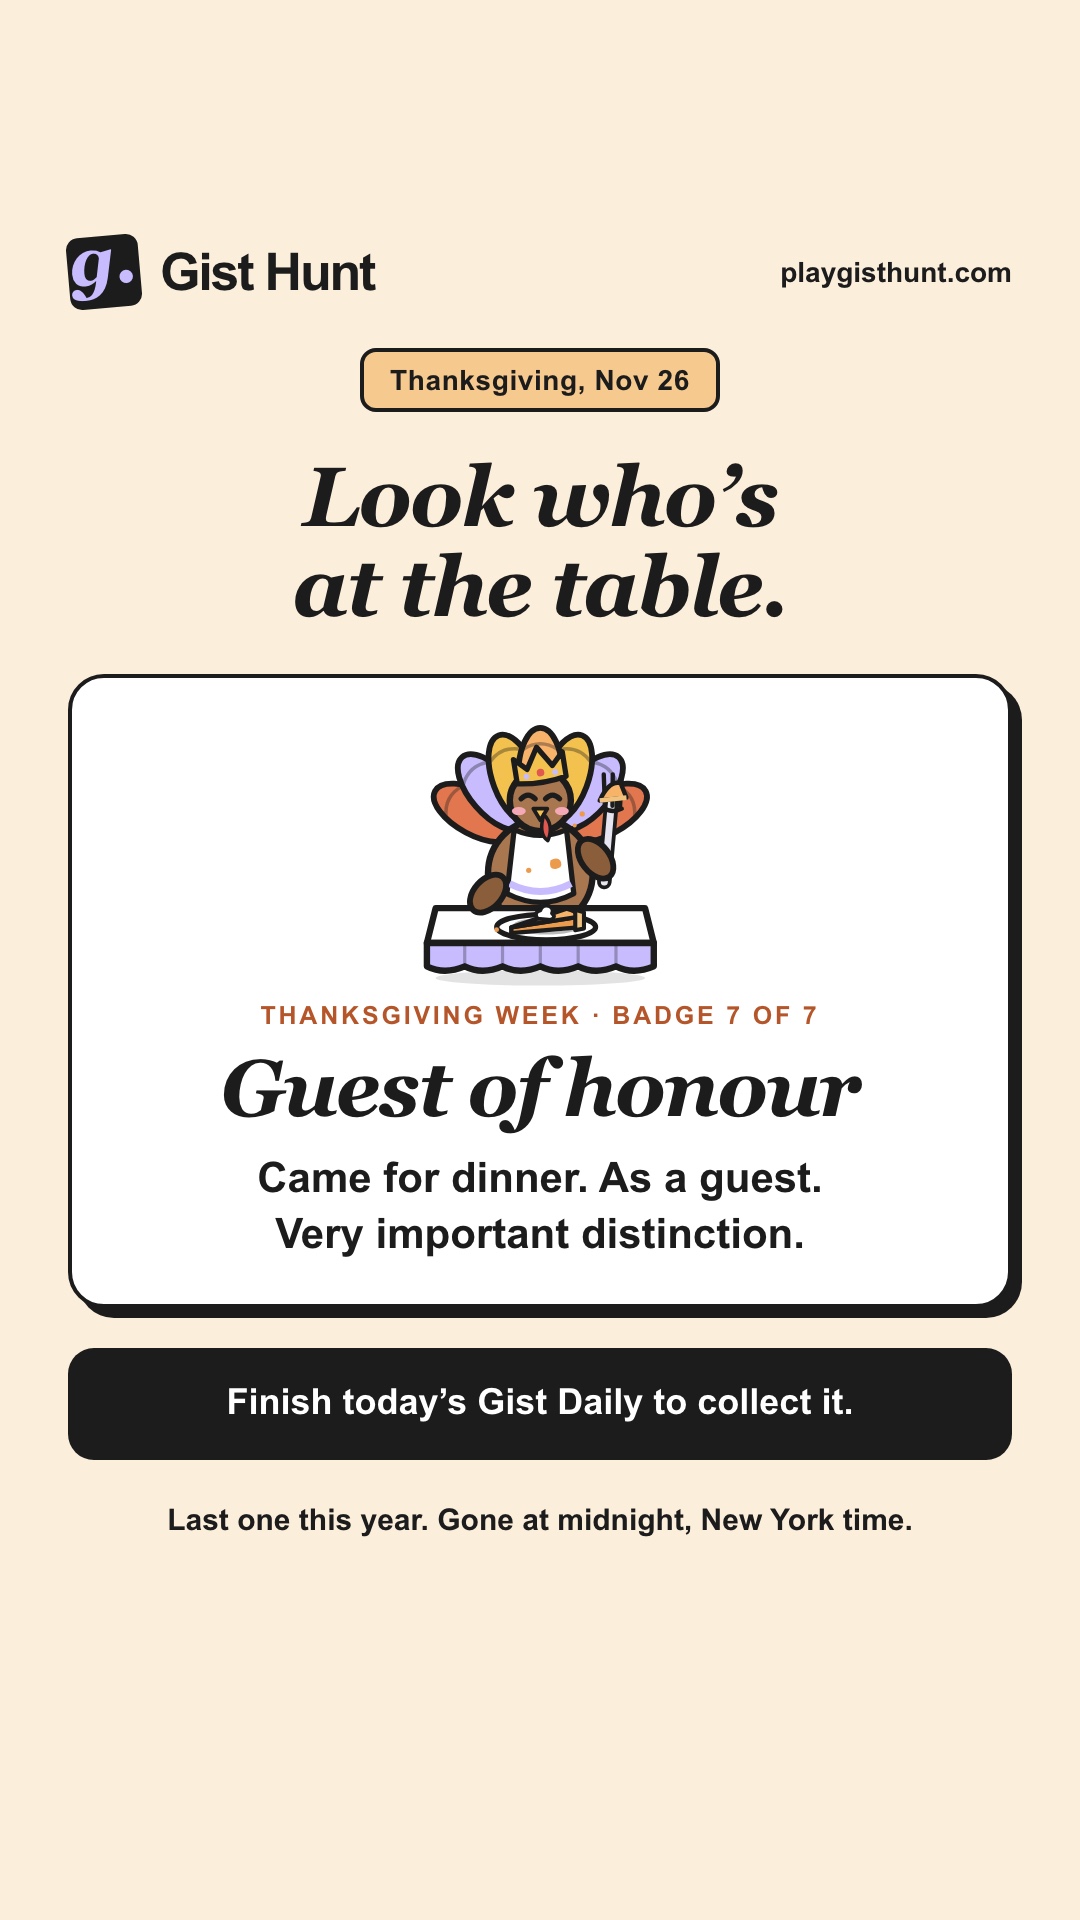 g.
Gist Hunt
playgisthunt.com
Thanksgiving, Nov 26
Look who’s
at the table.
THANKSGIVING WEEK · BADGE 7 OF 7
Guest of honour
Came for dinner. As a guest.
Very important distinction.
Finish today’s Gist Daily to collect it.
Last one this year. Gone at midnight, New York time.